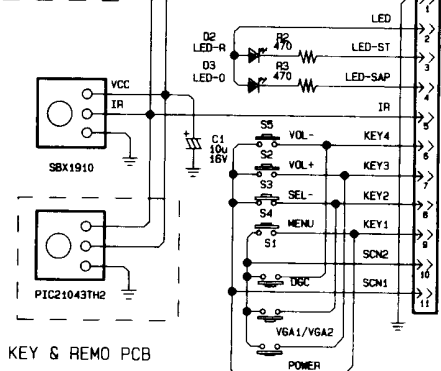 LED
1
D2
LED-R
R2
470
LED-ST
2
D3
LED-O
R3
470
LED-SAP
3
4
VCC
IR
IR
5
SBX1910
+
C1
10u
16V
S5
VOL-
KEY4
6
S2
VOL+
KEY3
7
S3
SEL-
KEY2
8
S4
MENU
KEY1
9
S1
SCN2
10
DGC
SCN1
11
PIC21043TH2
VGA1/VGA2
KEY & REMO PCB
POWER